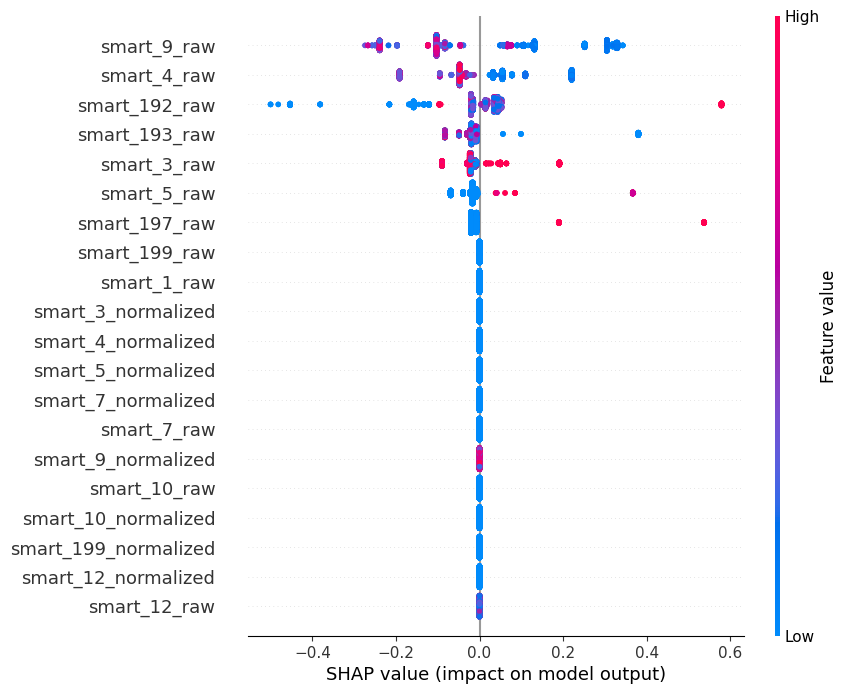 High
smart_9_raw
smart_4_raw
smart_192_raw
smart_193_raw
smart_3_raw
smart_5_raw
smart_197_raw
smart_199_raw
smart_1_raw
smart_3_normalized
smart_4_normalized
smart_5_normalized
smart_7_normalized
smart_7_raw
smart_9_normalized
smart_10_raw
smart_10_normalized
smart_199_normalized
smart_12_normalized
smart_12_raw
Feature value
Low
−0.4 −0.2 0.0 0.2 0.4 0.6
SHAP value (impact on model output)